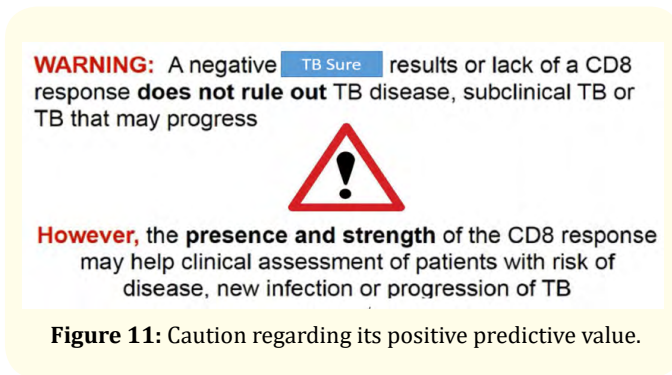 WARNING: A negative TB Sure results or lack of a CD8
response does not rule out TB disease, subclinical TB or
TB that may progress
However, the presence and strength of the CD8 response
may help clinical assessment of patients with risk of
disease, new infection or progression of TB
Figure 11: Caution regarding its positive predictive value.